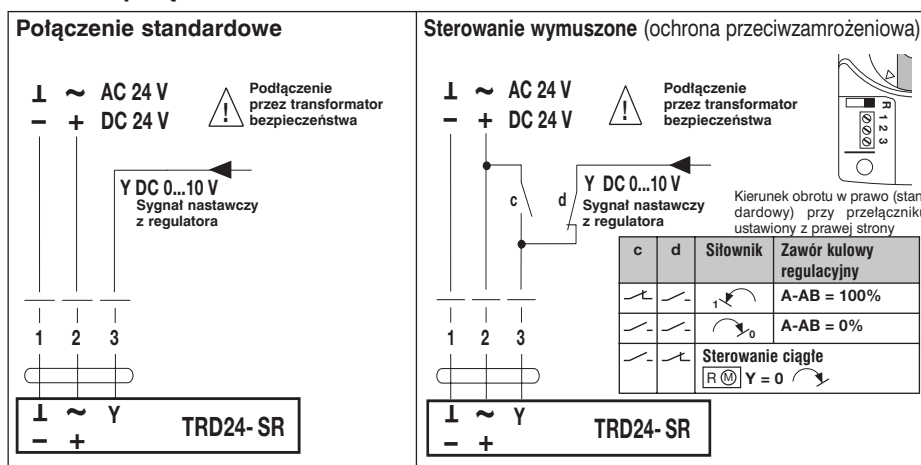 Połączenie standardowe
⊥ ~ AC 24 V
− + DC 24 V
Podłączenie
przez transformator
bezpieczeństwa
!
Y DC 0...10 V
Sygnał nastawczy
z regulatora
1 2 3
⊥ ~ Y
− +
TRD24- SR
Sterowanie wymuszone (ochrona przeciwzamrożeniowa)
⊥ ~ AC 24 V
− + DC 24 V
Podłączenie
przez transformator
bezpieczeństwa
!
c d
Y DC 0...10 V
Sygnał nastawczy
z regulatora
R 1 2 3
Kierunek obrotu w prawo (stan-
dardowy) przy przełączniku
ustawiony z prawej strony
c d Siłownik Zawór kulowy
regulacyjny
1 A-AB = 100%
0 A-AB = 0%
Sterowanie ciągłe
R M Y = 0
1 2 3
⊥ ~ Y
− +
TRD24- SR